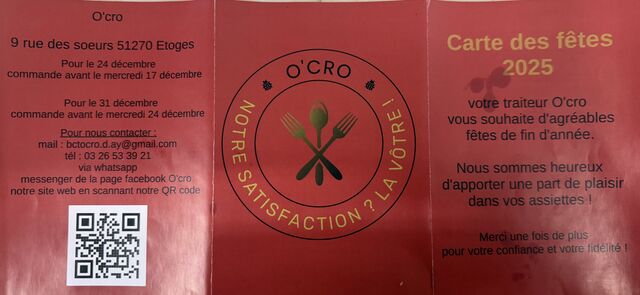 O'cro
9 rue des soeurs 51270 Etoges
Pour le 24 décembre
commande avant le mercredi 17 décembre
Pour le 31 décembre
commande avant le mercredi 24 décembre
Pour nous contacter :
mail : bctocro.d.ay@gmail.com
tél : 03 26 53 39 21
via whatsapp
messenger de la page facebook O'cro
notre site web en scannant notre QR code
O'CRO
NOTRE SATISFACTION ? LA VÔTRE !
Carte des fêtes
2025
votre traiteur O'cro
vous souhaite d'agréables
fêtes de fin d'année.
Nous sommes heureux
d'apporter une part de plaisir
dans vos assiettes !
Merci une fois de plus
pour votre confiance et votre fidélité !